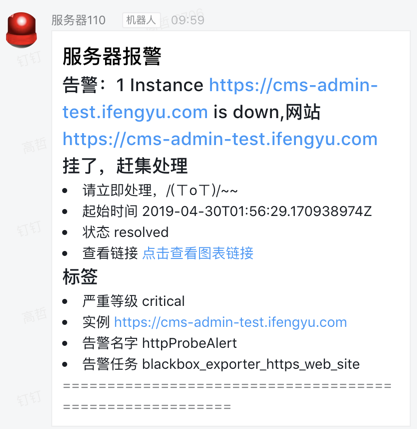 服务器110 机器人 09:59
服务器报警
告警：1 Instance https://cms-admin-
test.ifengyu.com is down,网站
https://cms-admin-test.ifengyu.com
挂了，赶集处理
• 请立即处理，/(ㄒoㄒ)/~~
• 起始时间 2019-04-30T01:56:29.170938974Z
• 状态 resolved
• 查看链接 点击查看图表链接
标签
• 严重等级 critical
• 实例 https://cms-admin-test.ifengyu.com
• 告警名字 httpProbeAlert
• 告警任务 blackbox_exporter_https_web_site
=====================================
===================